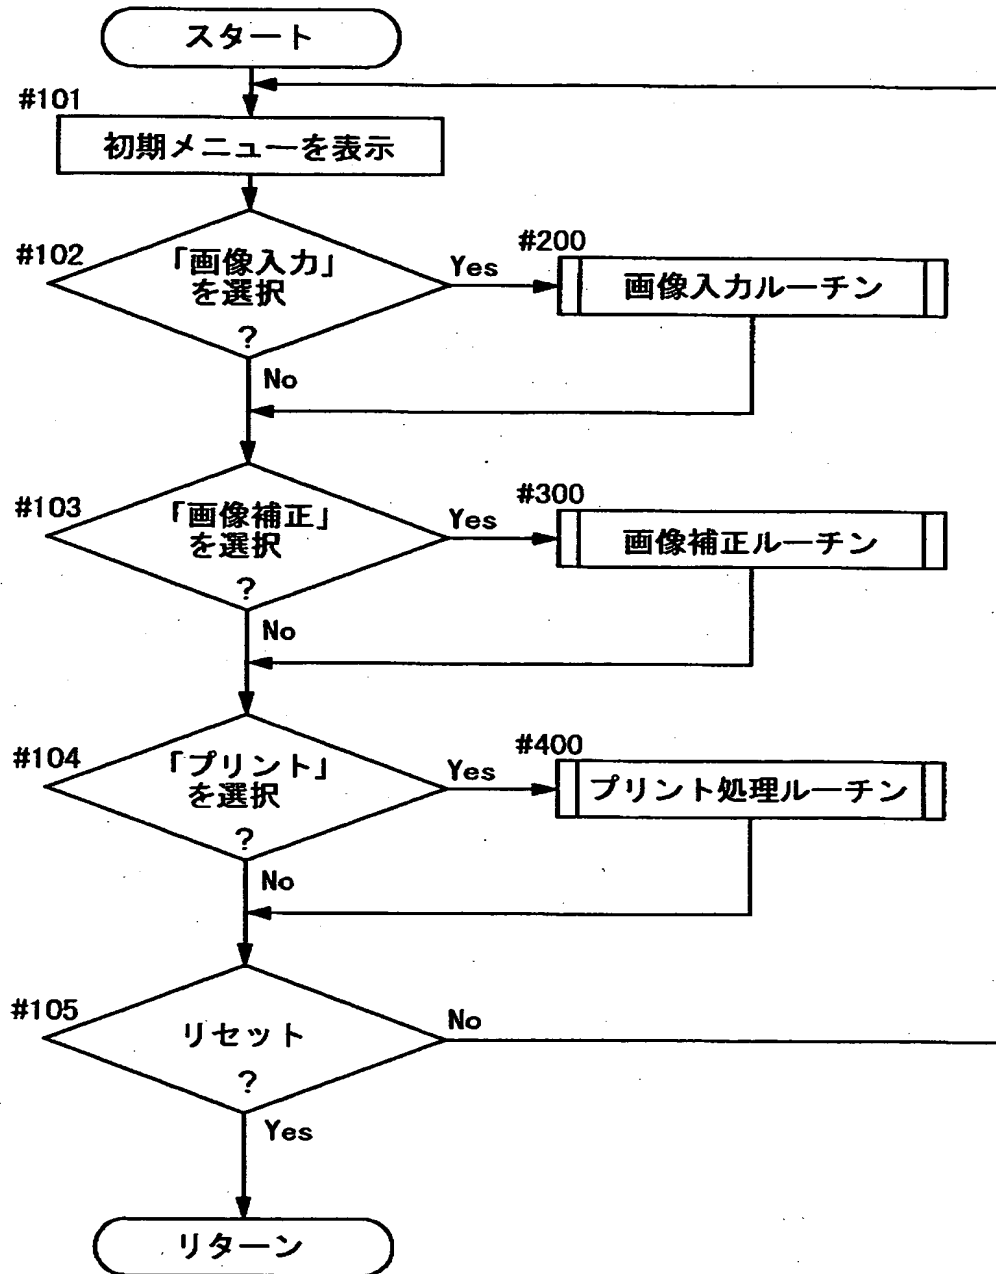 スタート
#101
初期メニューを表示
#102
「画像入力」
を選択
?
Yes
No
#200
画像入力ルーチン
#103
「画像補正」
を選択
?
Yes
No
#300
画像補正ルーチン
#104
「プリント」
を選択
?
Yes
No
#400
プリント処理ルーチン
#105
リセット
?
No
Yes
リターン